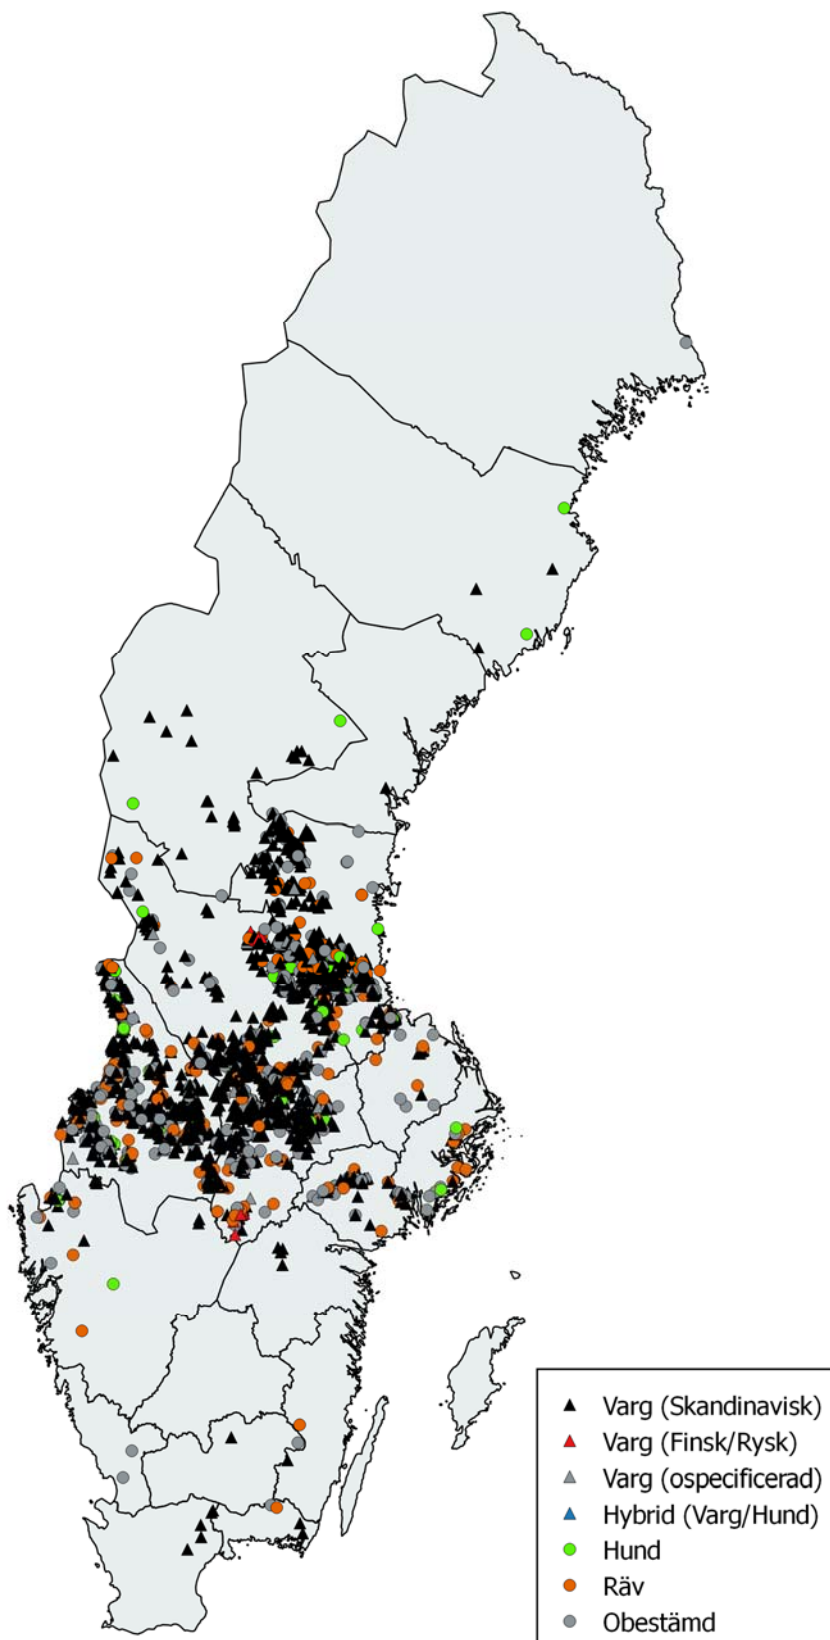 Varg (Skandinavisk)
Varg (Finsk/Rysk)
Varg (ospecificerad)
Hybrid (Varg/Hund)
Hund
Räv
Obestämd